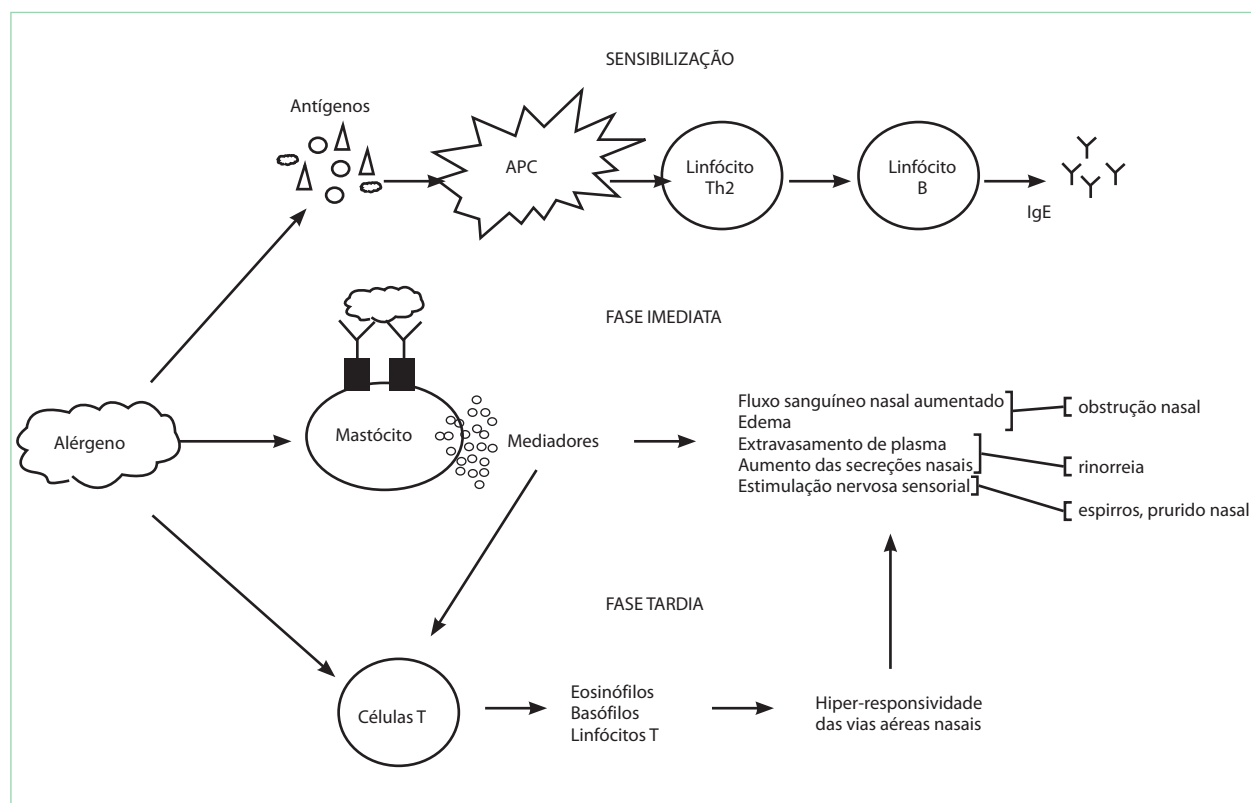 SENSIBILIZAÇÃO
Antígenos
APC
Linfócito
Th2
Linfócito
B
IgE
FASE IMEDIATA
Alérgeno
Mastócito
Mediadores
Fluxo sanguíneo nasal aumentado
Edema
Extravasamento de plasma
Aumento das secreções nasais
Estimulação nervosa sensorial
obstrução nasal
rinorreia
espirros, prurido nasal
FASE TARDIA
Células T
Eosinófilos
Basófilos
Linfócitos T
Hiper-responsividade
das vias aéreas nasais